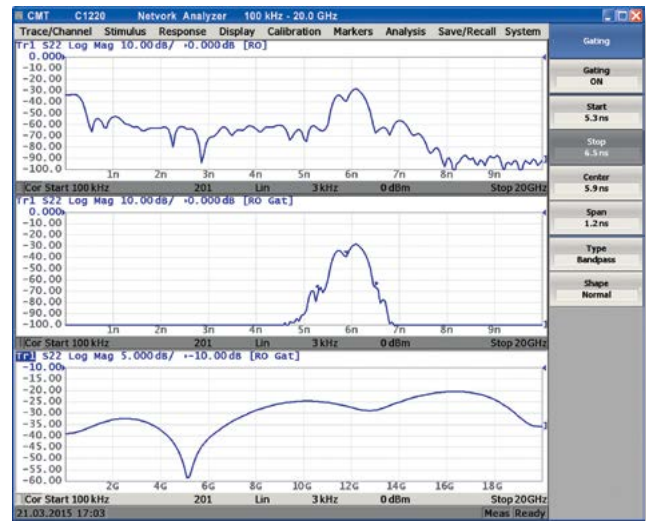 CMT C1220 Network Analyzer 100 kHz - 20.0 GHz
Trace/Channel Stimulus Response Display Calibration Markers Analysis Save/Recall System
Tr1 S22 Log Mag 10.00dB/ ▸0.000dB [RO]
0.000▸
-10.00
-20.00
-30.00
-40.00
-50.00
-60.00
-70.00
-80.00
-90.00
-100.0
1n 2n 3n 4n 5n 6n 7n 8n 9n
1
Cor Start 100 kHz 201 Lin 3 kHz 0 dBm Stop 20GHz
Tr1 S22 Log Mag 10.00dB/ ▸0.000dB [RO Gat]
0.000▸
-10.00
-20.00
-30.00
-40.00
-50.00
-60.00
-70.00
-80.00
-90.00
-100.0
1n 2n 3n 4n 5n 6n 7n 8n 9n
1
Cor Start 100 kHz 201 Lin 3 kHz 0 dBm Stop 20GHz
Tr1 S22 Log Mag 5.000dB/ ▸-10.00dB [RO Gat]
-10.00
-15.00
-20.00
-25.00
-30.00
-35.00
-40.00
-45.00
-50.00
-55.00
-60.00
2G 4G 6G 8G 10G 12G 14G 16G 18G
1
Cor Start 100 kHz 201 Lin 3 kHz 0 dBm Stop 20GHz
21.03.2015 17:03 Meas Ready
Gating
Gating
ON
Start
5.3 ns
Stop
6.5 ns
Center
5.9 ns
Span
1.2 ns
Type
Bandpass
Shape
Normal